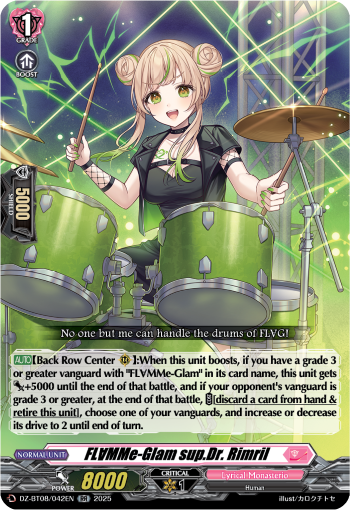 1
GRADE
BOOST
5000
SHIELD
No one but me can handle the drums of FLVG!
AUTO【Back Row Center】:When this unit boosts, if you have a grade 3
or greater vanguard with "FLVMMe-Glam" in its card name, this unit gets
+5000 until the end of that battle, and if your opponent's vanguard is
grade 3 or greater, at the end of that battle, [discard a card from hand &
retire this unit], choose one of your vanguards, and increase or decrease
its drive to 2 until end of turn.
NORMAL UNIT
FLVMMe-Glam sup.Dr. Rimril
POWER 8000
CRITICAL
1
Lyrical Monasterio
Human
DZ-BT08/042EN RR 2025
illust/カロクチトセ